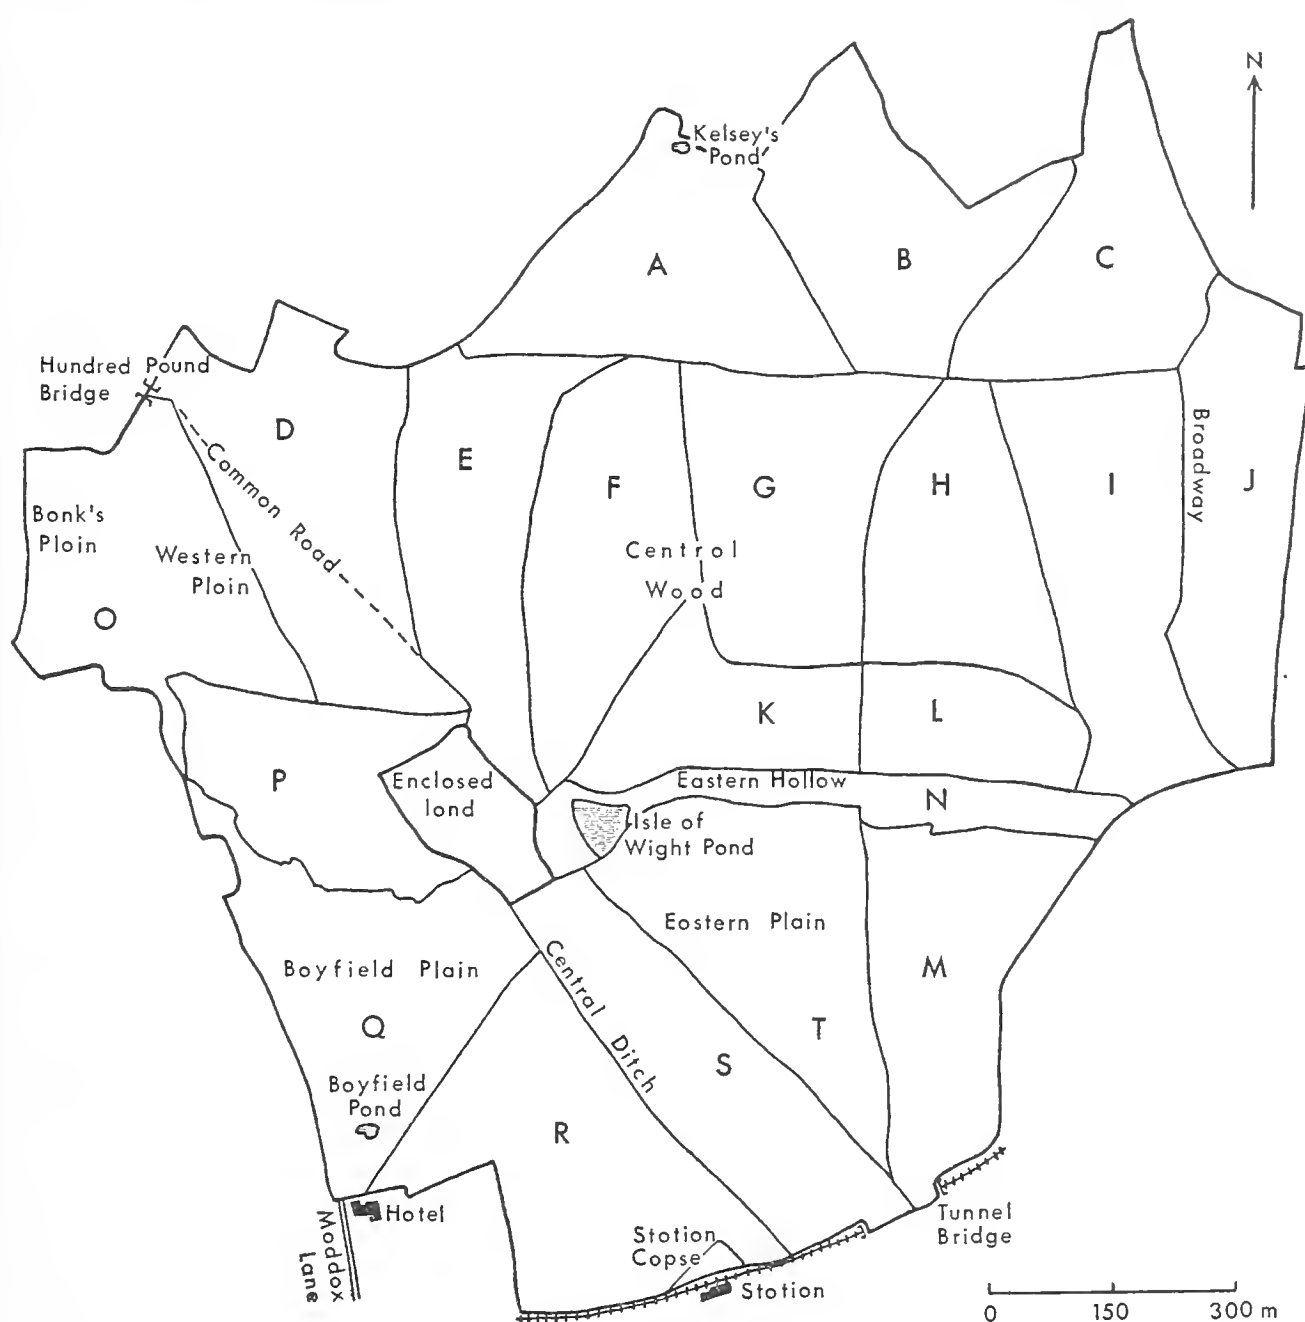 N
Kelsey's
Pond
A
B
C
Hundred Pound
Bridge
D
Common Road
E
F
G
H
I
Broadway
J
Bonk's
Ploin
Western
Ploin
O
Central
Wood
K
L
P
Enclosed
lond
Eastern Hollow
N
Isle of
Wight Pond
Eostern Plain
M
Boyfield Plain
Q
Central Ditch
S
T
Boyfield
Pond
R
Hotel
Moddox
Lane
Stotion
Copse
Stotion
Tunnel
Bridge
0 150 300 m